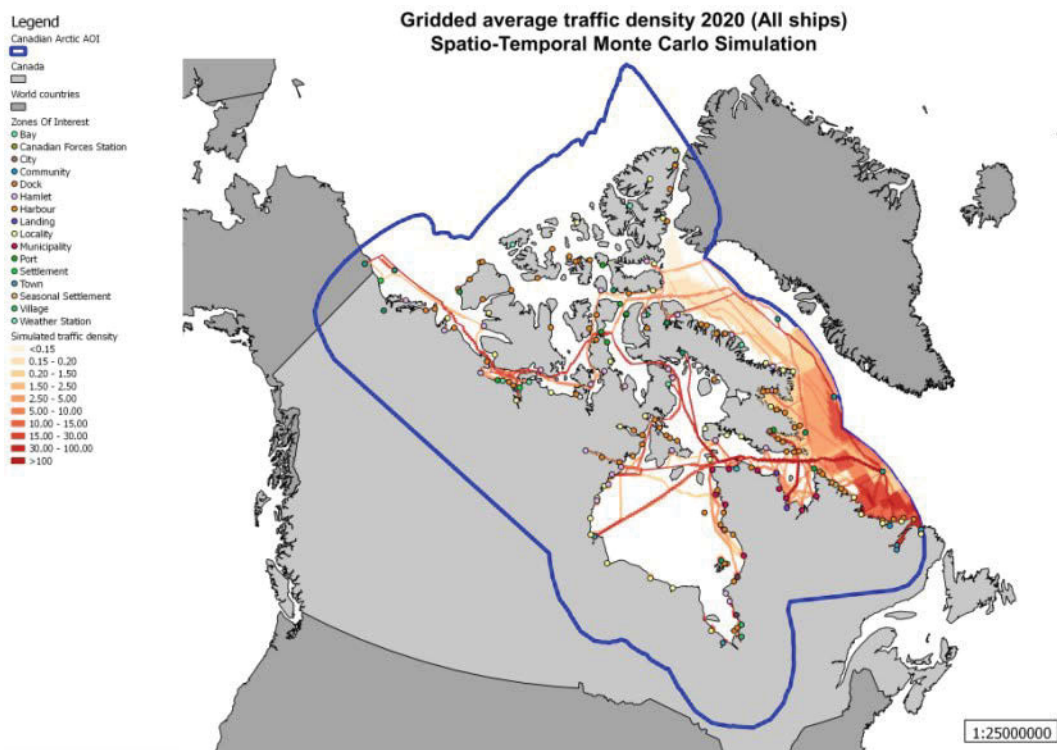 Gridded average traffic density 2020 (All ships)
Spatio-Temporal Monte Carlo Simulation
Legend
Canadian Arctic AOI
Canada
World countries
Zones Of Interest
Bay
Canadian Forces Station
City
Community
Dock
Hamlet
Harbour
Landing
Locality
Municipality
Port
Settlement
Town
Seasonal Settlement
Village
Weather Station
Simulated traffic density
<0.15
0.15 - 0.20
0.20 - 1.50
1.50 - 2.50
2.50 - 5.00
5.00 - 10.00
10.00 - 15.00
15.00 - 30.00
30.00 - 100.00
>100
1:25000000